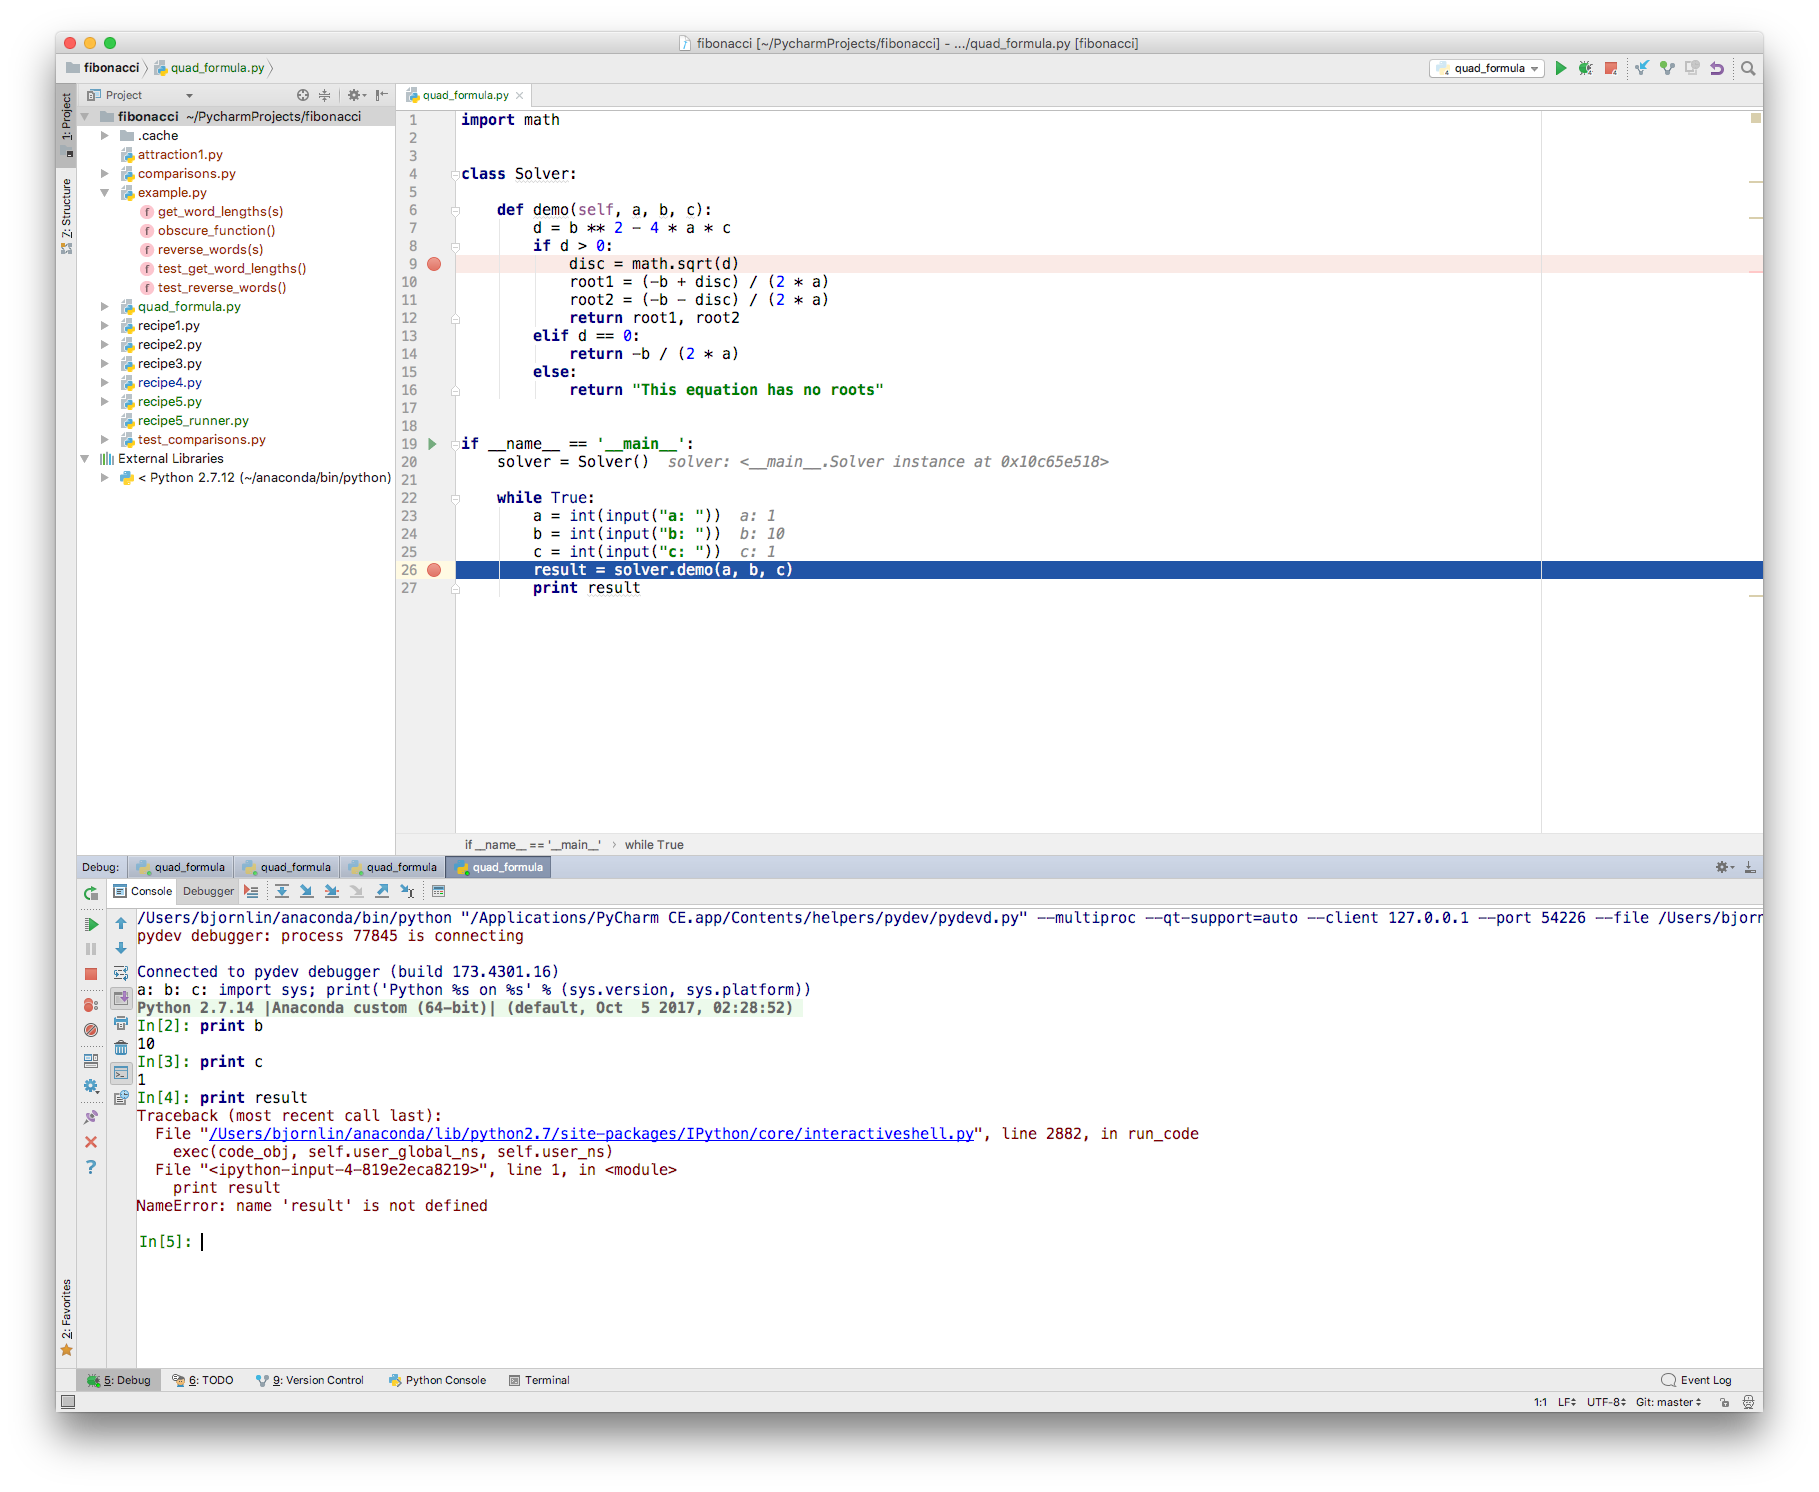 fibonacci [~/PycharmProjects/fibonacci] - .../quad_formula.py [fibonacci]
fibonacci quad_formula.py
quad_formula
1: Project
7: Structure
2: Favorites
Project
fibonacci ~/PycharmProjects/fibonacci
.cache
attraction1.py
comparisons.py
example.py
f get_word_lengths(s)
f obscure_function()
f reverse_words(s)
f test_get_word_lengths()
f test_reverse_words()
quad_formula.py
recipe1.py
recipe2.py
recipe3.py
recipe4.py
recipe5.py
recipe5_runner.py
test_comparisons.py
External Libraries
< Python 2.7.12 (~/anaconda/bin/python)
quad_formula.py
1 import math
2
3
4 class Solver:
5
6 def demo(self, a, b, c):
7 d = b ** 2 - 4 * a * c
8 if d > 0:
9 disc = math.sqrt(d)
10 root1 = (-b + disc) / (2 * a)
11 root2 = (-b - disc) / (2 * a)
12 return root1, root2
13 elif d == 0:
14 return -b / (2 * a)
15 else:
16 return "This equation has no roots"
17
18
19 if __name__ == '__main__':
20 solver = Solver() solver: <__main__.Solver instance at 0x10c65e518>
21
22 while True:
23 a = int(input("a: ")) a: 1
24 b = int(input("b: ")) b: 10
25 c = int(input("c: ")) c: 1
26 result = solver.demo(a, b, c)
27 print result
if __name__ == '__main__' › while True
Debug: quad_formula quad_formula quad_formula quad_formula
Console Debugger
/Users/bjornlin/anaconda/bin/python "/Applications/PyCharm CE.app/Contents/helpers/pydev/pydevd.py" --multiproc --qt-support=auto --client 127.0.0.1 --port 54226 --file /Users/bjorn
pydev debugger: process 77845 is connecting
Connected to pydev debugger (build 173.4301.16)
a: b: c: import sys; print('Python %s on %s' % (sys.version, sys.platform))
Python 2.7.14 |Anaconda custom (64-bit)| (default, Oct  5 2017, 02:28:52)
In[2]: print b
10
In[3]: print c
1
In[4]: print result
Traceback (most recent call last):
File "/Users/bjornlin/anaconda/lib/python2.7/site-packages/IPython/core/interactiveshell.py", line 2882, in run_code
exec(code_obj, self.user_global_ns, self.user_ns)
File "<ipython-input-4-819e2eca8219>", line 1, in <module>
print result
NameError: name 'result' is not defined
In[5]:
5: Debug 6: TODO 9: Version Control Python Console Terminal Event Log
1:1 LF UTF-8 Git: master